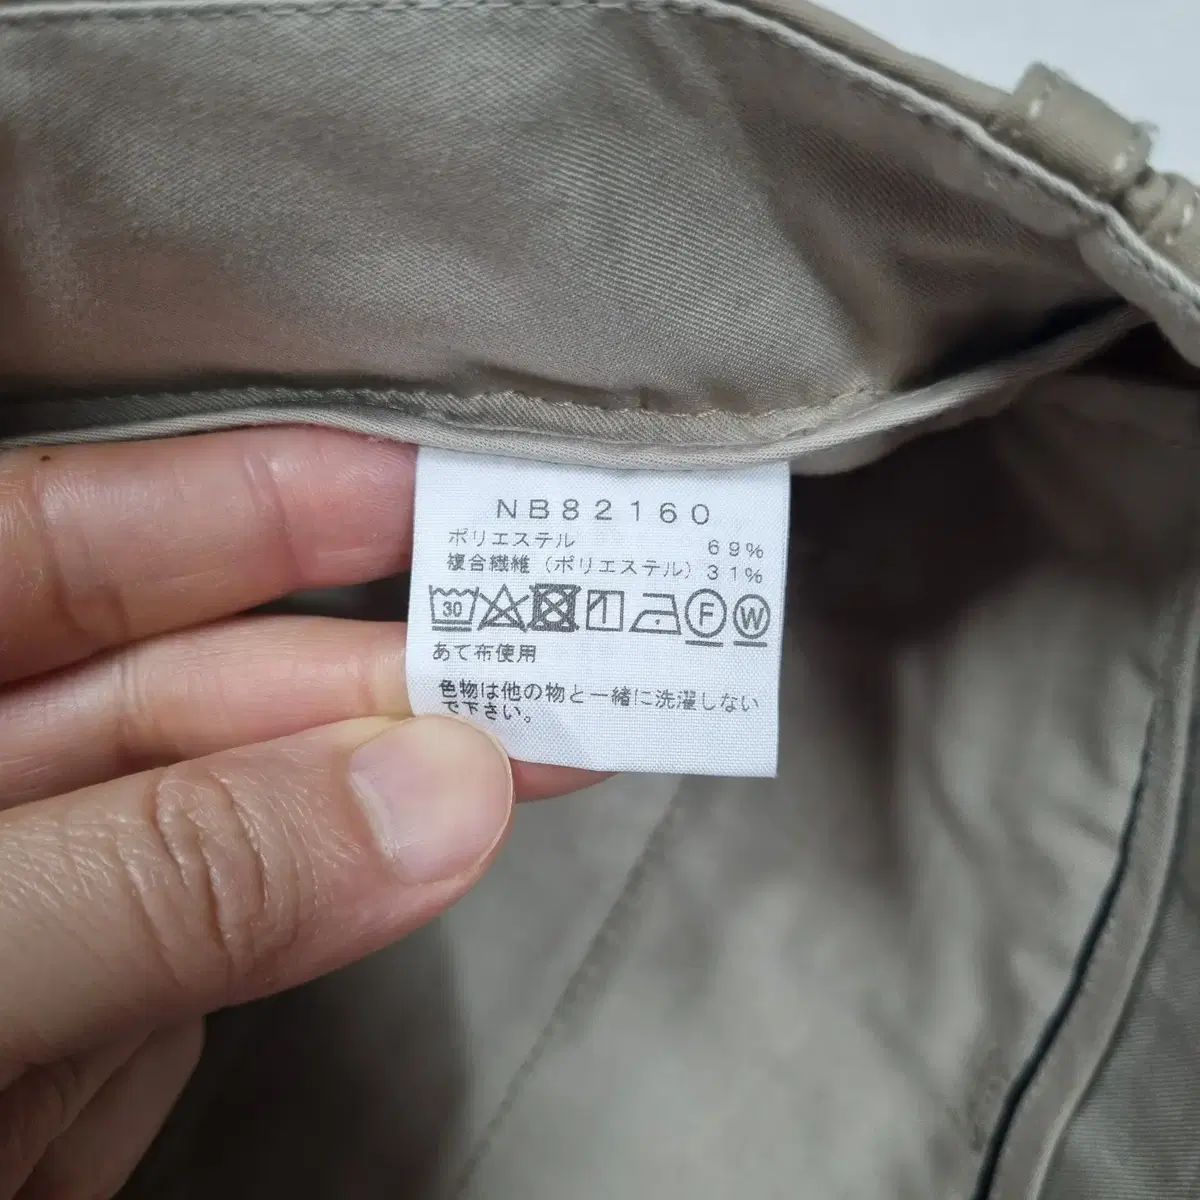 NB82160
ポリエステル 69%
複合繊維（ポリエステル）31%
30 F W
あて布使用
色物は他の物と一緒に洗濯しない
で下さい。